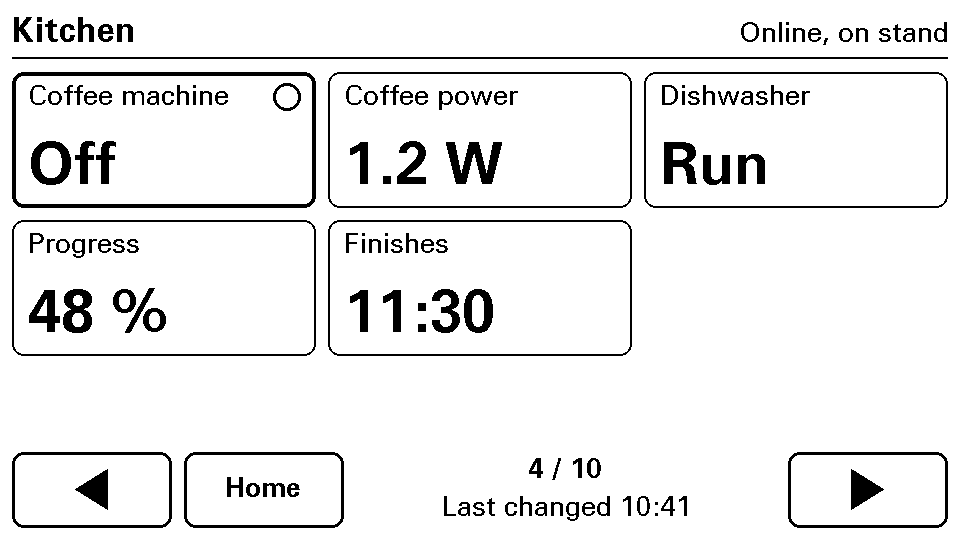 Kitchen
Online, on stand
Coffee machine
Off
Coffee power
1.2 W
Dishwasher
Run
Progress
48 %
Finishes
11:30
Home
4 / 10
Last changed 10:41